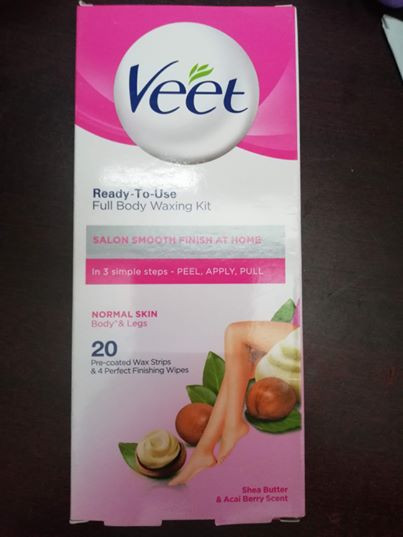 Veet
Ready-To-Use
Full Body Waxing Kit
SALON SMOOTH FINISH AT HOME
In 3 simple steps - PEEL, APPLY, PULL
NORMAL SKIN
Body* & Legs
20
Pre-coated Wax Strips
& 4 Perfect Finishing Wipes
Shea Butter
& Acai Berry Scent